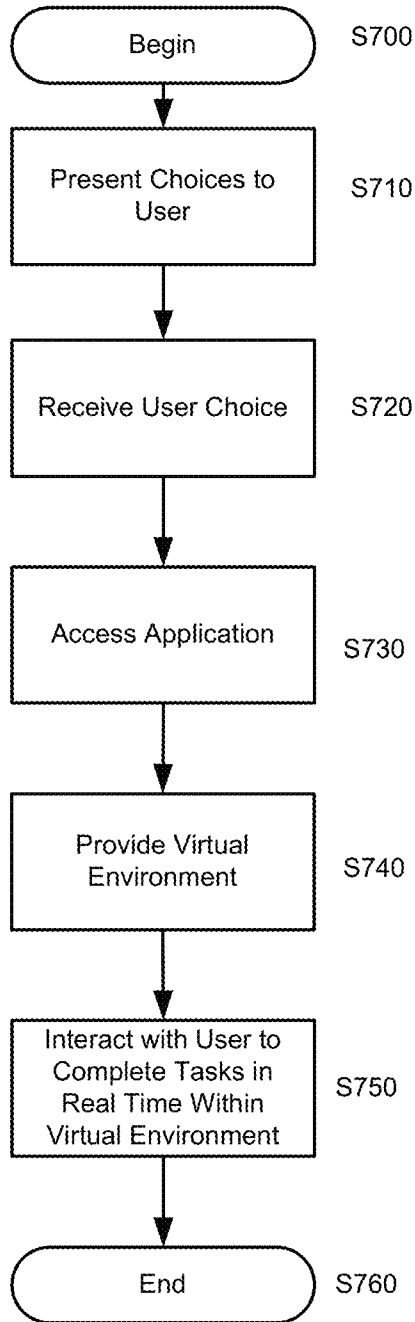 Begin
S700
Present Choices to
User
S710
Receive User Choice
S720
Access Application
S730
Provide Virtual
Environment
S740
Interact with User to
Complete Tasks in
Real Time Within
Virtual Environment
S750
End
S760